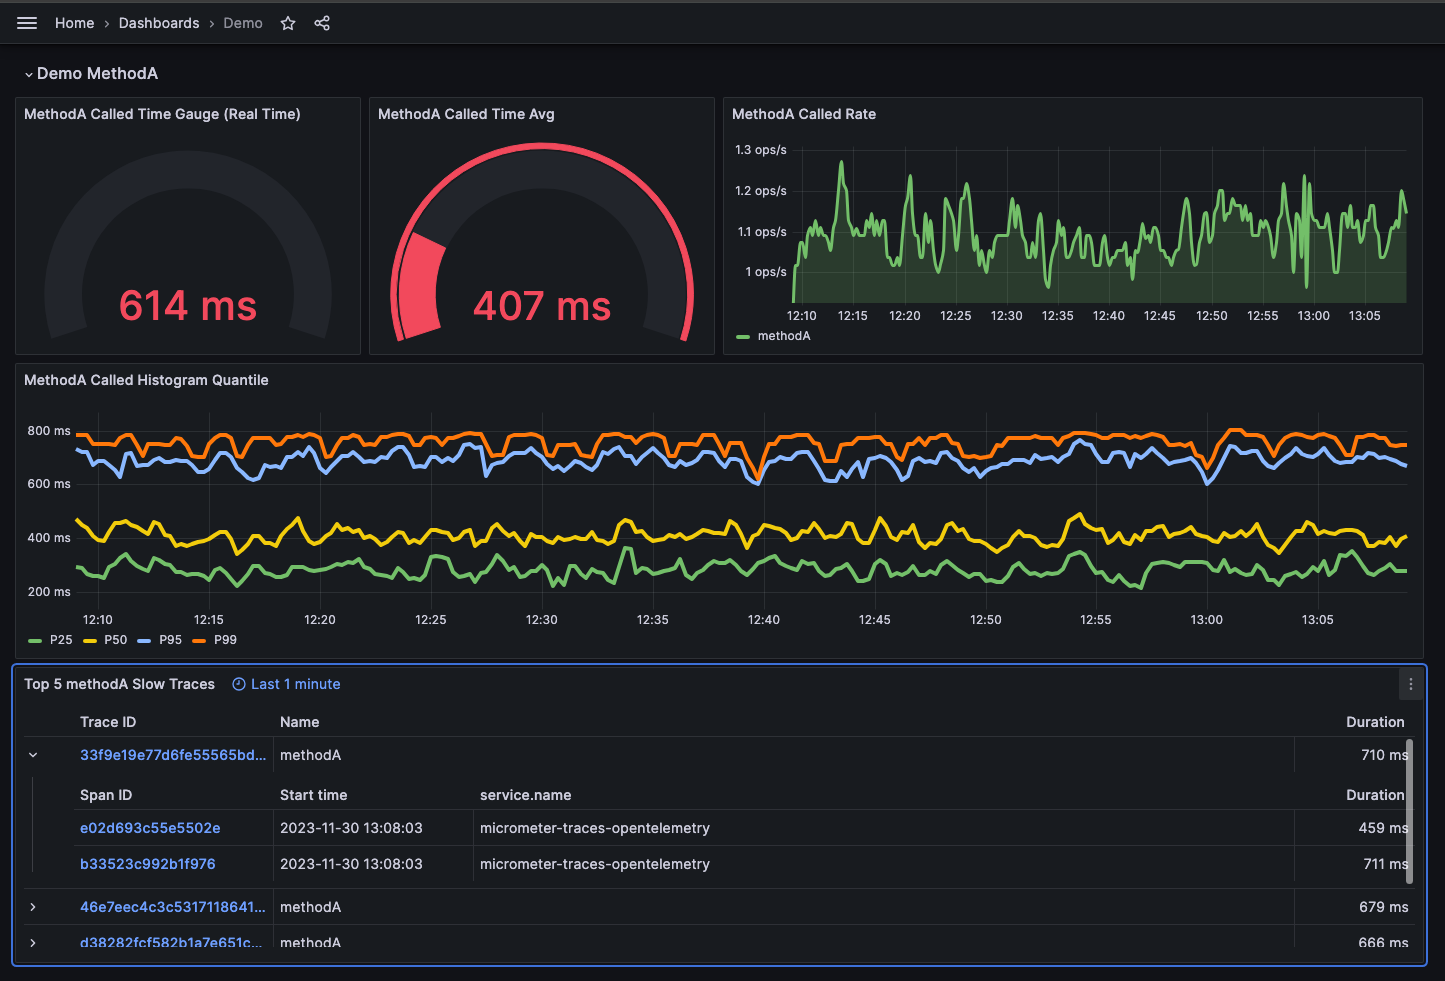 Home › Dashboards › Demo
Demo MethodA
MethodA Called Time Gauge (Real Time)
614 ms
MethodA Called Time Avg
407 ms
MethodA Called Rate
1.3 ops/s
1.2 ops/s
1.1 ops/s
1 ops/s
12:10 12:15 12:20 12:25 12:30 12:35 12:40 12:45 12:50 12:55 13:00 13:05
methodA
MethodA Called Histogram Quantile
800 ms
600 ms
400 ms
200 ms
12:10 12:15 12:20 12:25 12:30 12:35 12:40 12:45 12:50 12:55 13:00 13:05
P25 P50 P95 P99
Top 5 methodA Slow Traces Last 1 minute
Trace ID Name Duration
33f9e19e77d6fe55565bd... methodA 710 ms
Span ID Start time service.name Duration
e02d693c55e5502e 2023-11-30 13:08:03 micrometer-traces-opentelemetry 459 ms
b33523c992b1f976 2023-11-30 13:08:03 micrometer-traces-opentelemetry 711 ms
46e7eec4c3c5317118641... methodA 679 ms
d38282fcf582b1a7e651c... methodA 666 ms